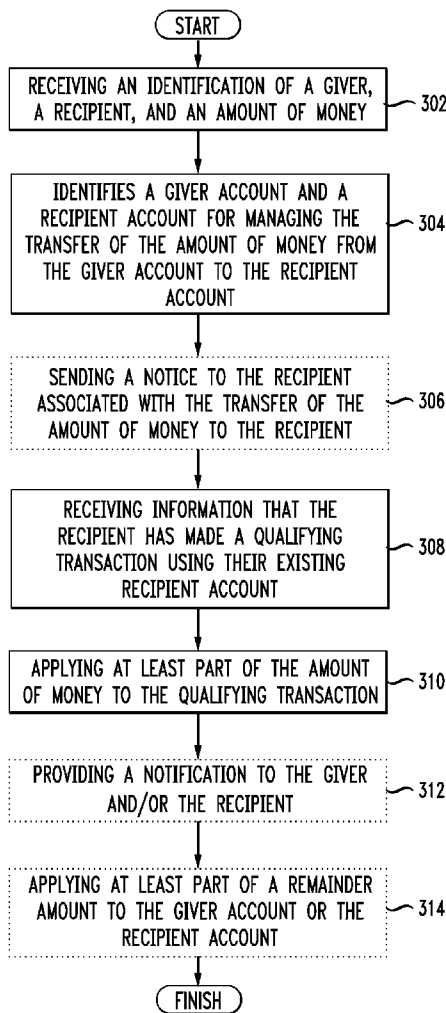 START
RECEIVING AN IDENTIFICATION OF A GIVER,
A RECIPIENT, AND AN AMOUNT OF MONEY
302
IDENTIFIES A GIVER ACCOUNT AND A
RECIPIENT ACCOUNT FOR MANAGING THE
TRANSFER OF THE AMOUNT OF MONEY FROM
THE GIVER ACCOUNT TO THE RECIPIENT
ACCOUNT
304
SENDING A NOTICE TO THE RECIPIENT
ASSOCIATED WITH THE TRANSFER OF THE
AMOUNT OF MONEY TO THE RECIPIENT
306
RECEIVING INFORMATION THAT THE
RECIPIENT HAS MADE A QUALIFYING
TRANSACTION USING THEIR EXISTING
RECIPIENT ACCOUNT
308
APPLYING AT LEAST PART OF THE AMOUNT
OF MONEY TO THE QUALIFYING TRANSACTION
310
PROVIDING A NOTIFICATION TO THE GIVER
AND/OR THE RECIPIENT
312
APPLYING AT LEAST PART OF A REMAINDER
AMOUNT TO THE GIVER ACCOUNT OR THE
RECIPIENT ACCOUNT
314
FINISH